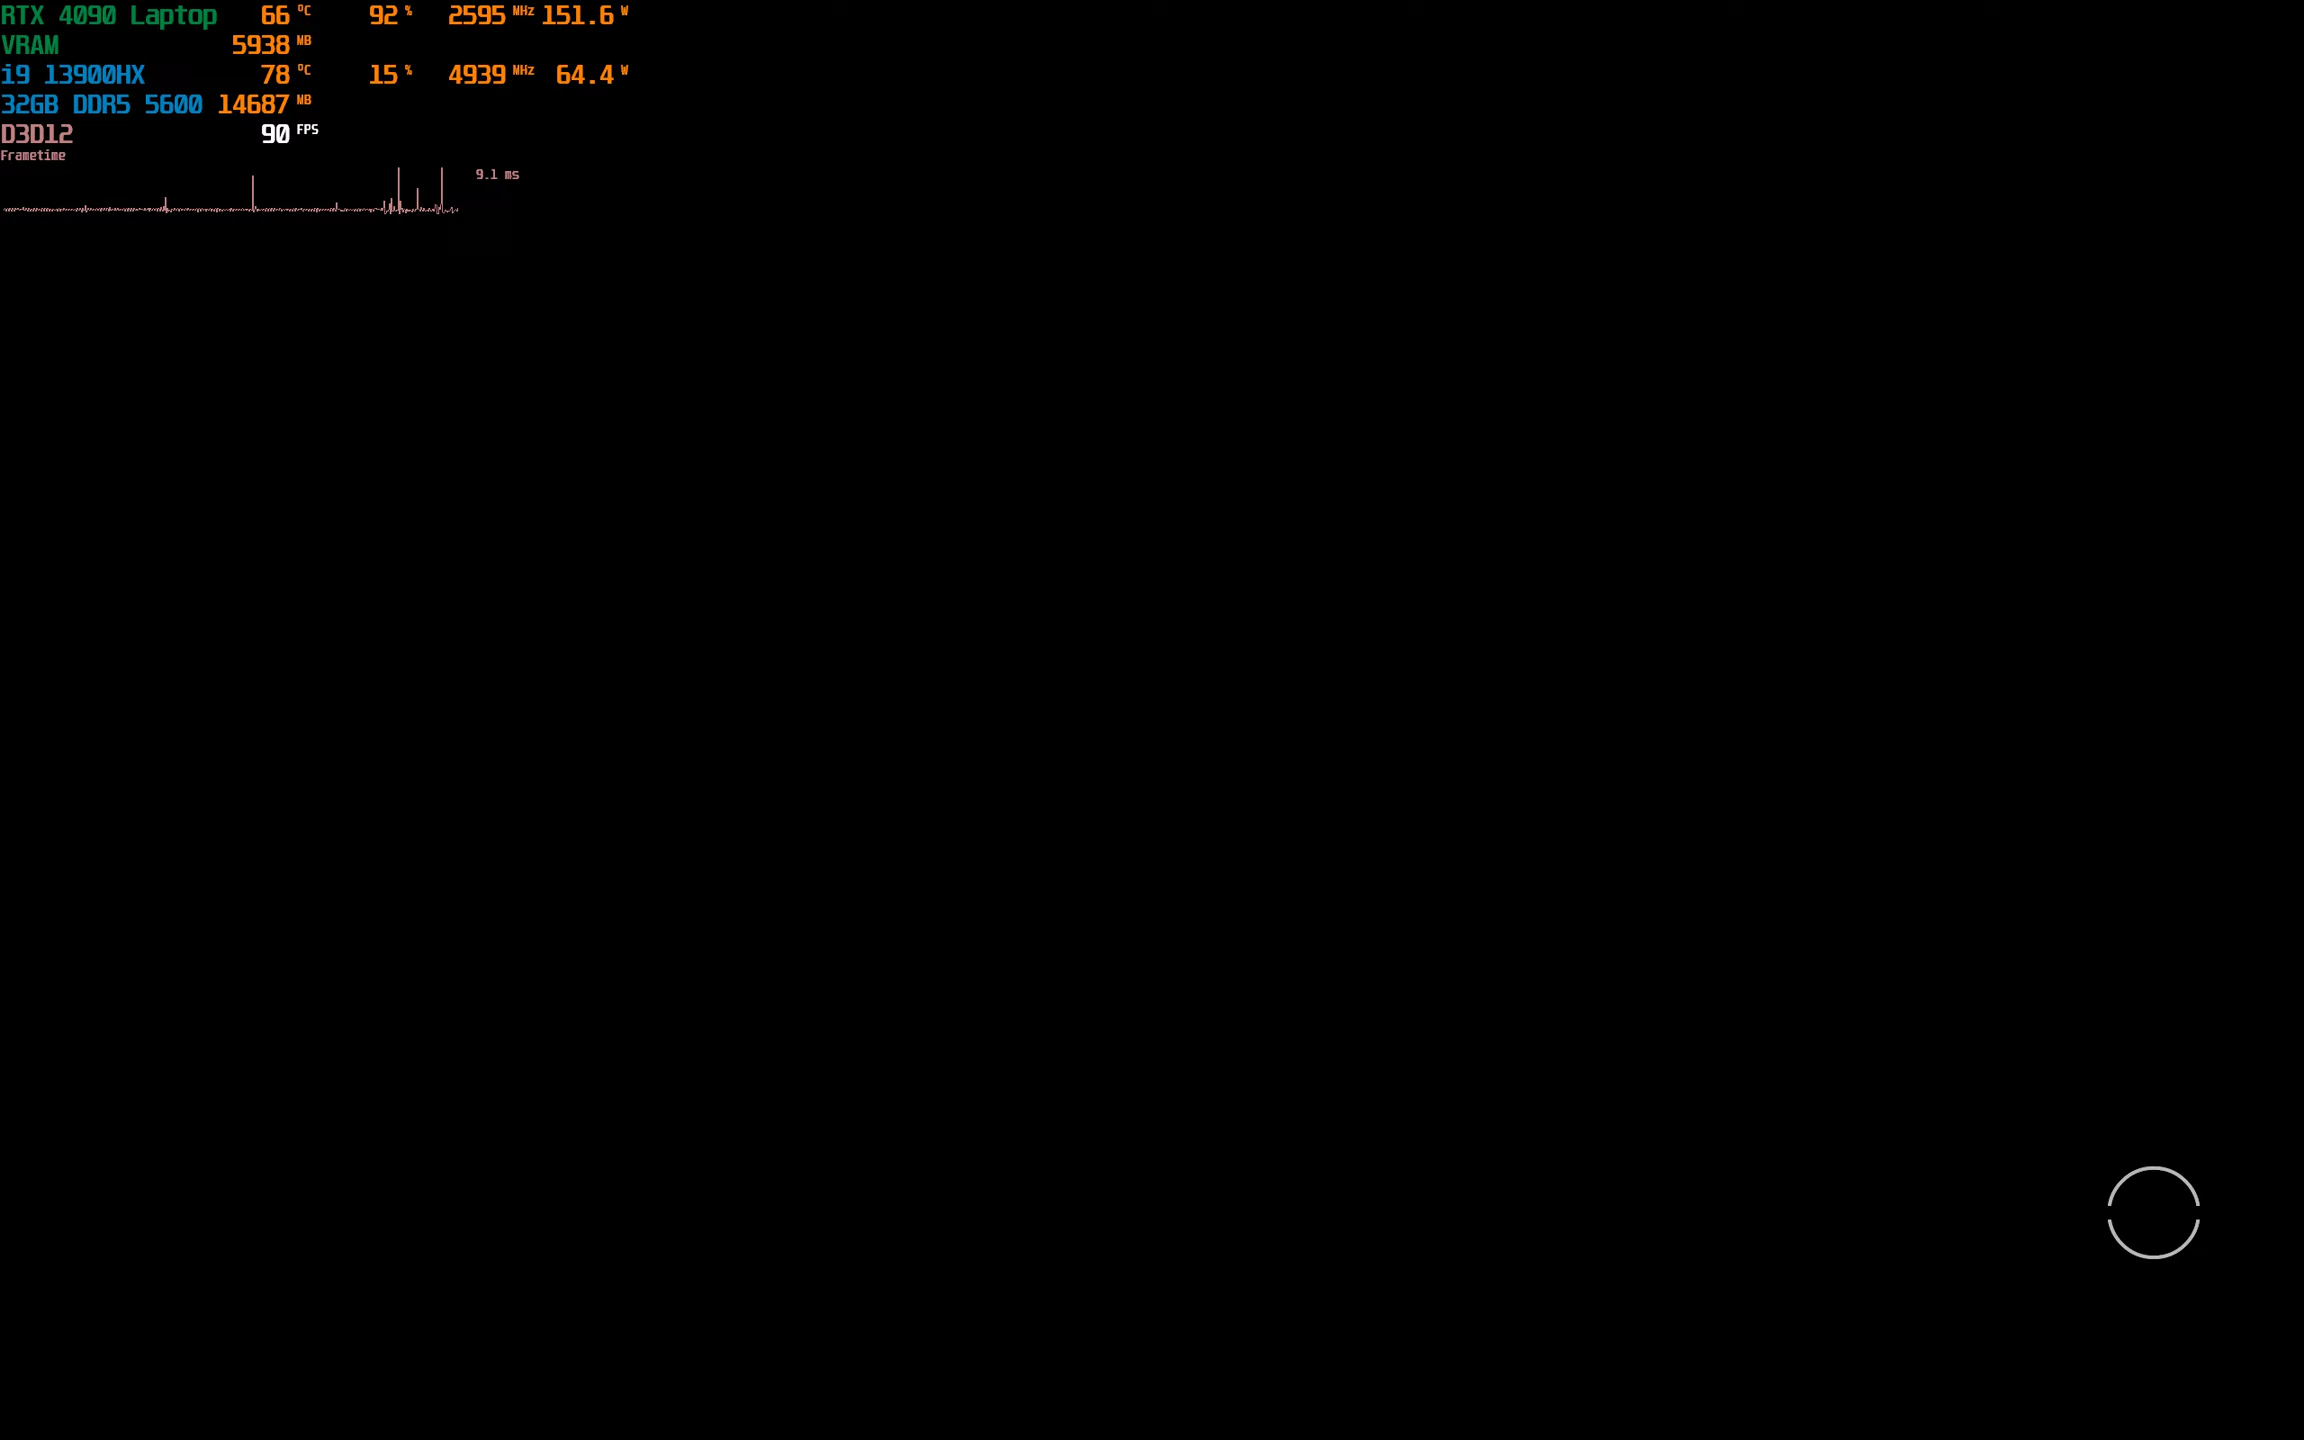 RTX 4090 Laptop 66 °C 92 % 2595 MHz 151.6 W
VRAM 5938 MB
i9 13900HX 78 °C 15 % 4939 MHz 64.4 W
32GB DDR5 5600 14687 MB
D3D12 90 FPS
Frametime
9.1 ms